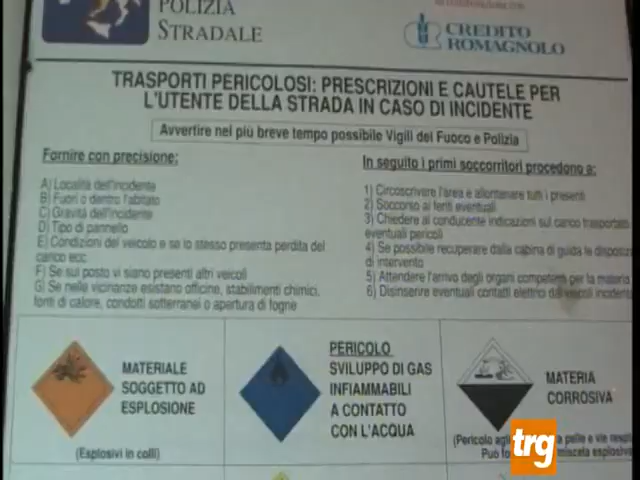 POLIZIA
STRADALE
CREDITO
ROMAGNOLO
TRASPORTI PERICOLOSI: PRESCRIZIONI E CAUTELE PER
L'UTENTE DELLA STRADA IN CASO DI INCIDENTE
Avvertire nel più breve tempo possibile Vigili del Fuoco e Polizia
Fornire con precisione:
A) Località dell'incidente
B) Fuori o dentro l'abitato
C) Gravità dell'incidente
D) Tipo di pannello
E) Condizioni del veicolo e se lo stesso presenta perdita del
carico ecc.
F) Se sul posto vi siano presenti altri veicoli
G) Se nelle vicinanze esistano officine, stabilimenti chimici,
fonti di calore, condotti sotterranei o apertura di fogne
In seguito i primi soccorritori procedono a:
1) Circoscrivere l'area e allontanare tutti i presenti
2) Soccorso ai feriti eventuali
3) Chiedere al conducente indicazioni sul carico trasportato
eventuali pericoli
4) Se possibile recuperare dalla cabina di guida le
di intervento
5) Attendere l'arrivo degli organi competenti per la materia
6) Disinserire eventuali contatti elettrici dai veicoli
MATERIALE
SOGGETTO AD
ESPLOSIONE
(Esplosivi in colli)
PERICOLO
SVILUPPO DI GAS
INFIAMMABILI
A CONTATTO
CON L'ACQUA
MATERIA
CORROSIVA
(Pericolo agli pelle e vie
Può miscela
trg